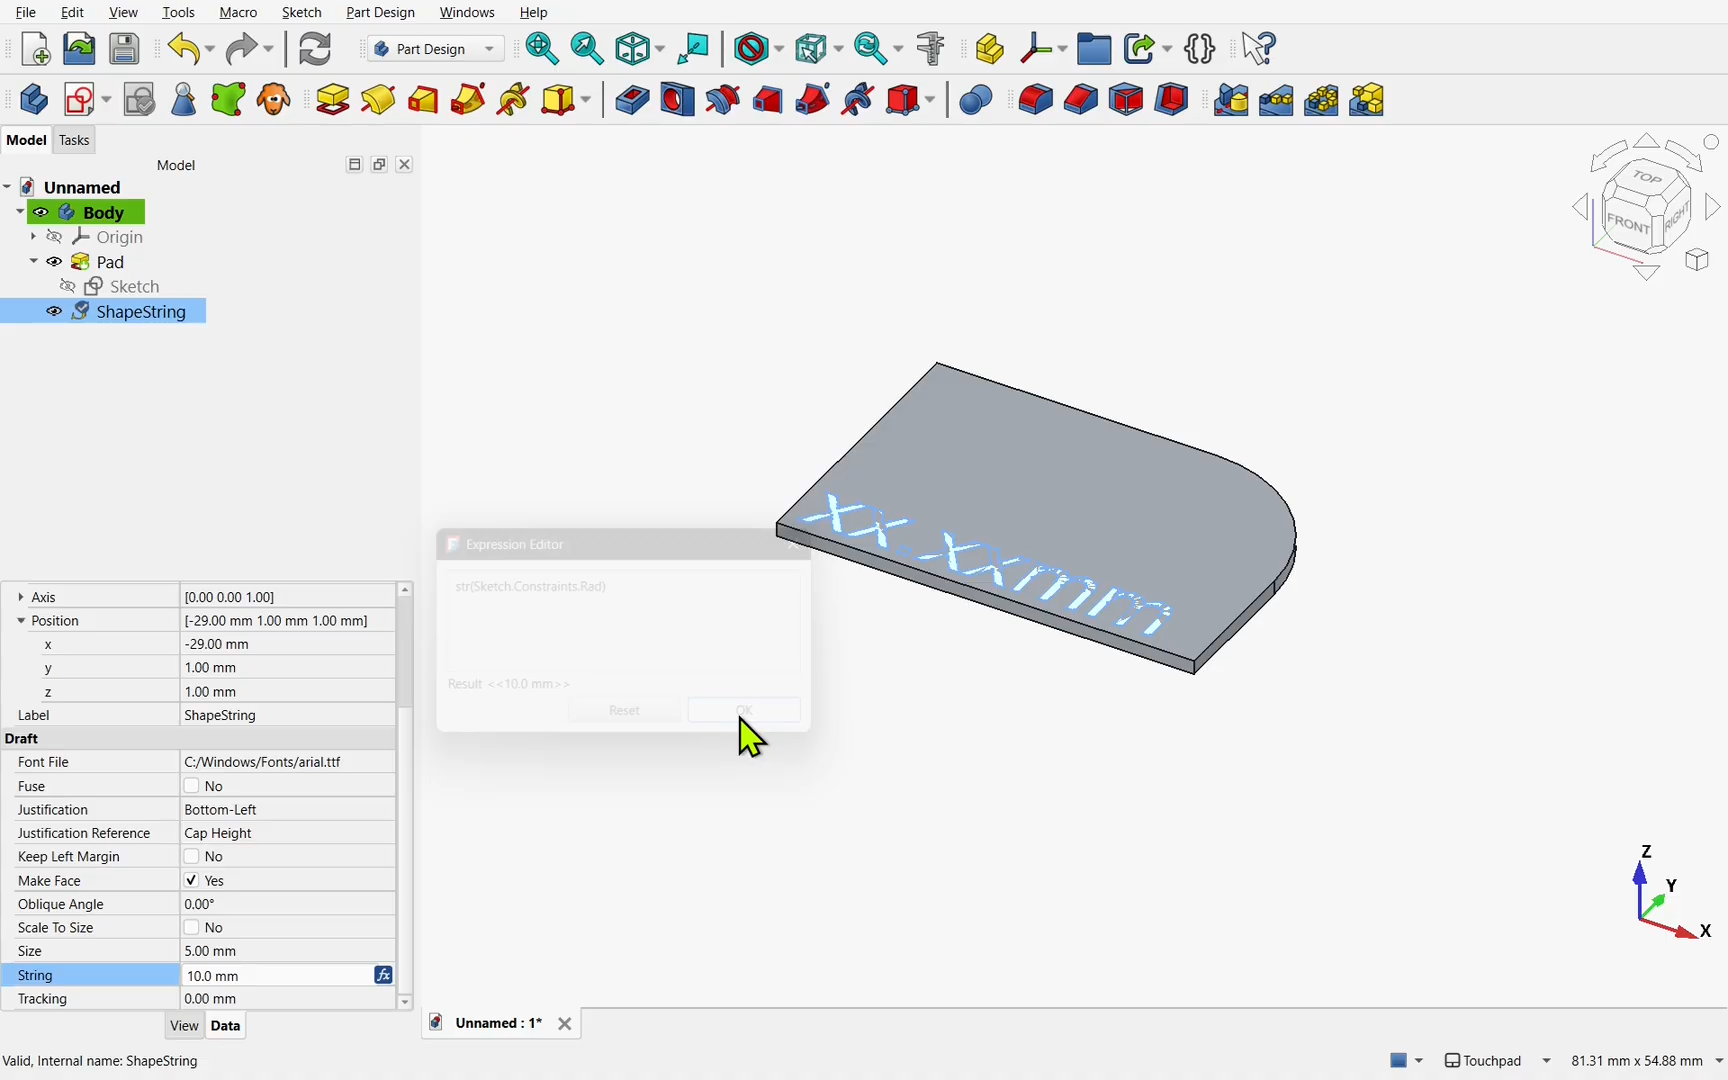 File Edit View Tools Macro Sketch Part Design Windows Help
Part Design
Model Tasks
Model
Unnamed
Body
Origin
Pad
Sketch
ShapeString
TOP
FRONT
RIGHT
xx.xxmm
Expression Editor
str(Sketch.Constraints.Rad)
Result <<10.0 mm>>
Reset OK
Axis [0.00 0.00 1.00]
Position [-29.00 mm 1.00 mm 1.00 mm]
x -29.00 mm
y 1.00 mm
z 1.00 mm
Label ShapeString
Draft
Font File C:/Windows/Fonts/arial.ttf
Fuse No
Justification Bottom-Left
Justification Reference Cap Height
Keep Left Margin No
Make Face Yes
Oblique Angle 0.00°
Scale To Size No
Size 5.00 mm
String 10.0 mm
Tracking 0.00 mm
View Data
Z
Y
X
Unnamed : 1*
Valid, Internal name: ShapeString
Touchpad 81.31 mm x 54.88 mm